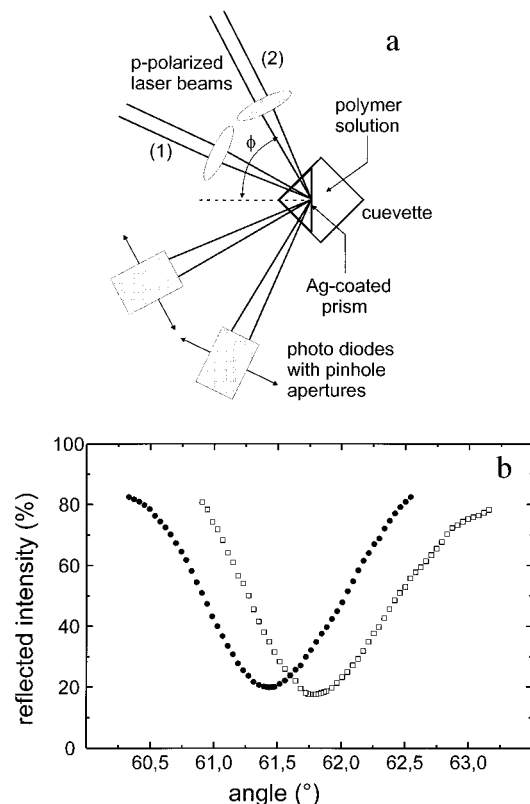 a
(2)
p-polarized
laser beams
polymer
solution
(1)
ϕ
cuevette
Ag-coated
prism
photo diodes
with pinhole
apertures
b
100
80
60
40
20
0
reflected intensity (%)
60,5 61,0 61,5 62,0 62,5 63,0
angle (°)